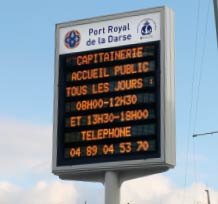 Port Royal
de la Darse
CAPITAINERIE
ACCUEIL PUBLIC
TOUS LES JOURS
08H00-12H30
ET 13H30-18H00
TELEPHONE
04 89 04 53 70